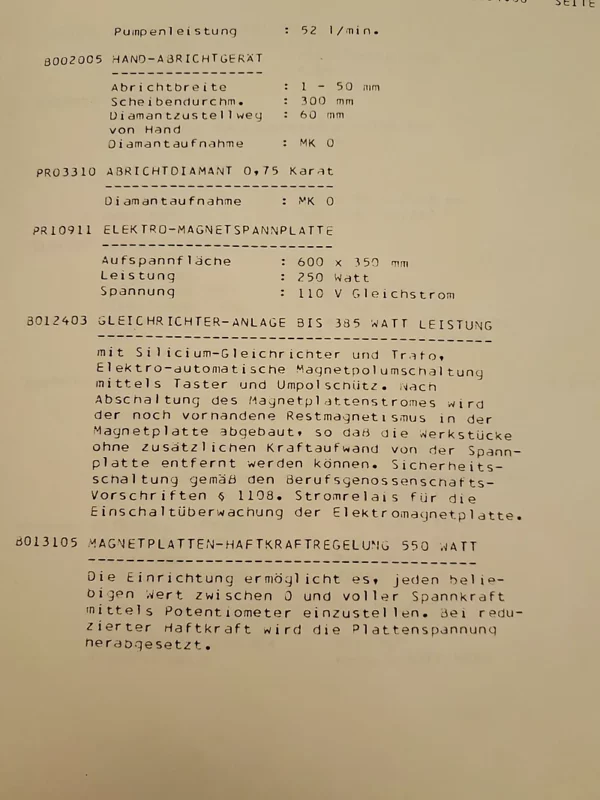 SEITE
Pumpenleistung : 52 l/min.
B002005 HAND-ABRICHTGERÄT
Abrichtbreite : 1 - 50 mm
Scheibendurchm. : 300 mm
Diamantzustellweg : 60 mm
von Hand
Diamantaufnahme : MK 0
PR03310 ABRICHTDIAMANT 0,75 Karat
Diamantaufnahme : MK 0
PR10911 ELEKTRO-MAGNETSPANNPLATTE
Aufspannfläche : 600 x 350 mm
Leistung : 250 Watt
Spannung : 110 V Gleichstrom
B012403 GLEICHRICHTER-ANLAGE BIS 385 WATT LEISTUNG
mit Silicium-Gleichrichter und Trafo,
Elektro-automatische Magnetpolumschaltung
mittels Taster und Umpolschütz. Nach
Abschaltung des Magnetplattenstromes wird
der noch vorhandene Restmagnetismus in der
Magnetplatte abgebaut, so daß die Werkstücke
ohne zusätzlichen Kraftaufwand von der Spann-
platte entfernt werden können. Sicherheits-
schaltung gemäß den Berufsgenossenschafts-
Vorschriften § 1108. Stromrelais für die
Einschaltüberwachung der Elektromagnetplatte.
B013105 MAGNETPLATTEN-HAFTKRAFTREGELUNG 550 WATT
Die Einrichtung ermöglicht es, jeden belie-
bigen Wert zwischen 0 und voller Spannkraft
mittels Potentiometer einzustellen. Bei redu-
zierter Haftkraft wird die Plattenspannung
herabgesetzt.